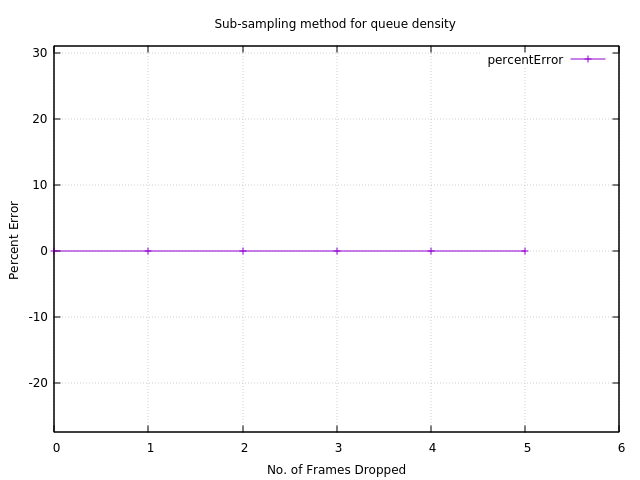 Sub-sampling method for queue density
percentError
30
20
10
0
-10
-20
Percent Error
0 1 2 3 4 5 6
No. of Frames Dropped